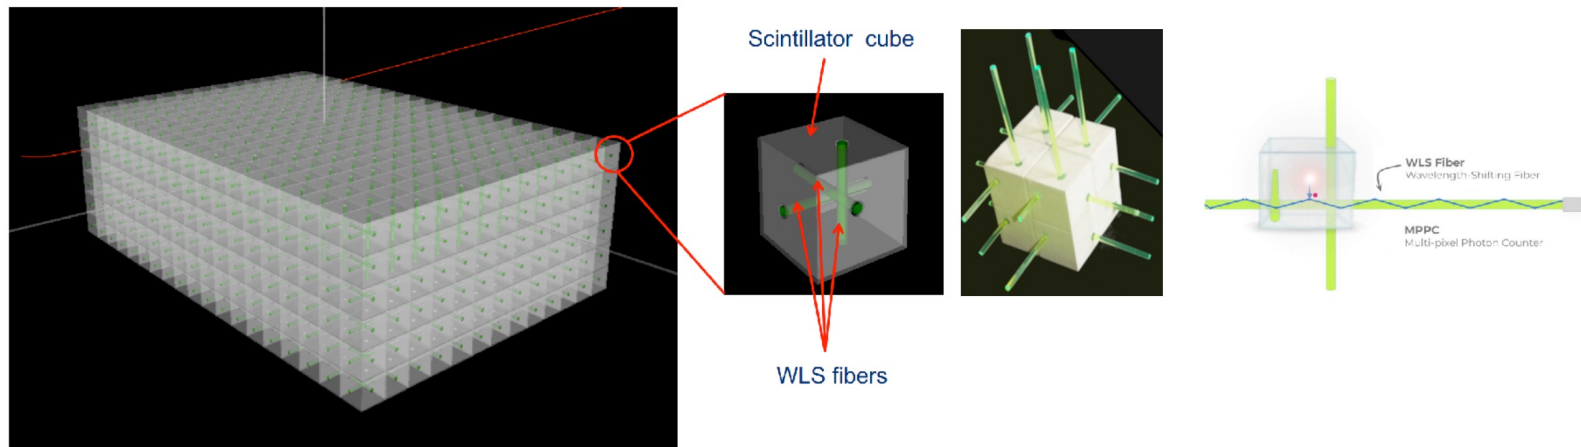 Scintillator cube
WLS fibers
WLS Fiber
Wavelength-Shifting Fiber
MPPC
Multi-pixel Photon Counter